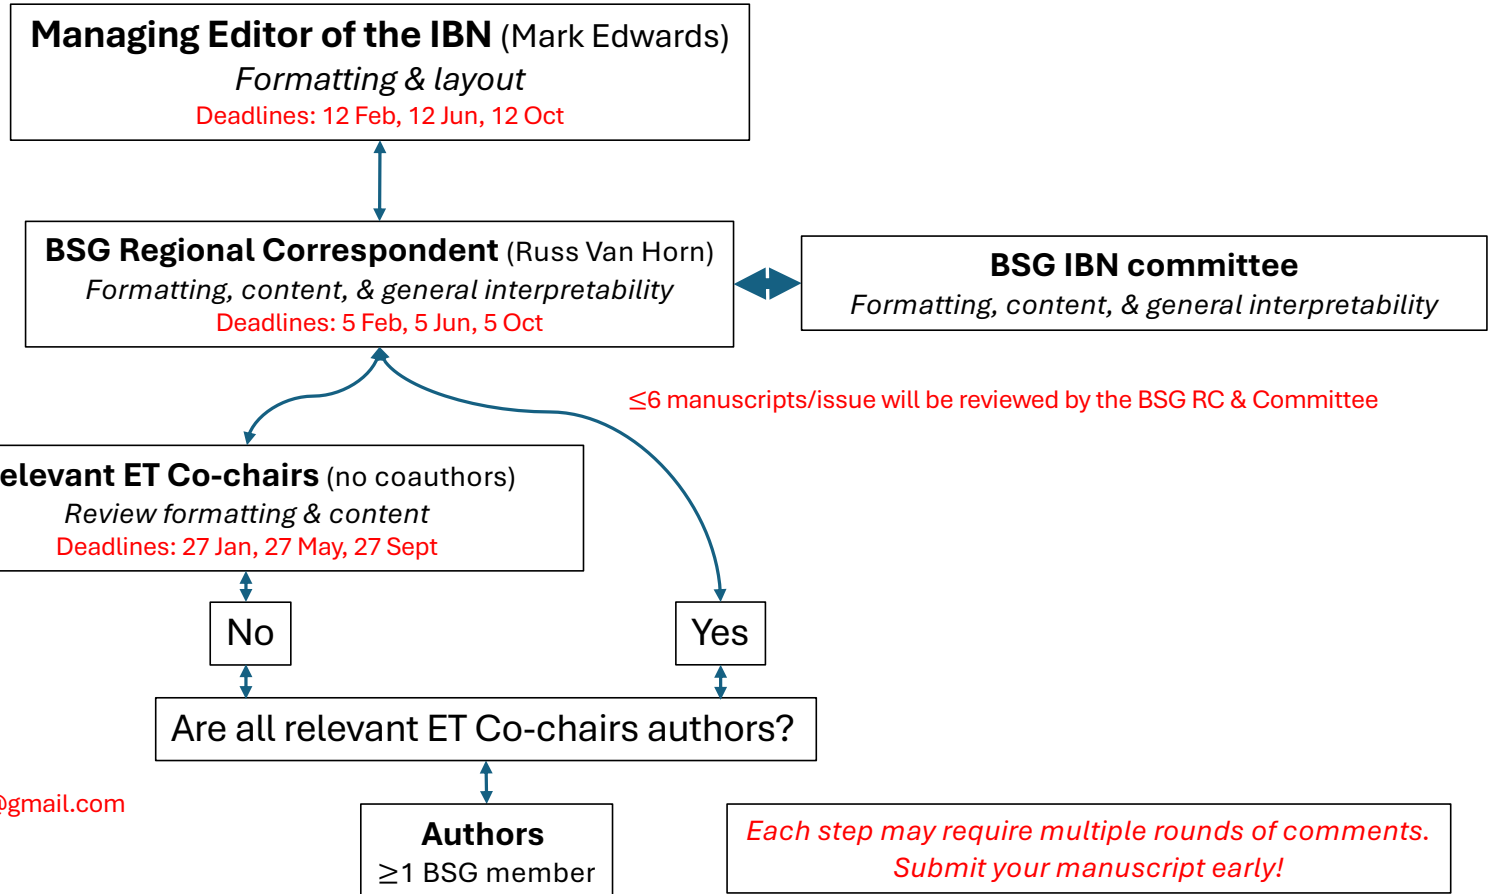 Managing Editor of the IBN (Mark Edwards)
Formatting & layout
Deadlines: 12 Feb, 12 Jun, 12 Oct
BSG Regional Correspondent (Russ Van Horn)
Formatting, content, & general interpretability
Deadlines: 5 Feb, 5 Jun, 5 Oct
BSG IBN committee
Formatting, content, & general interpretability
≤6 manuscripts/issue will be reviewed by the BSG RC & Committee
elevant ET Co-chairs (no coauthors)
Review formatting & content
Deadlines: 27 Jan, 27 May, 27 Sept
No
Yes
Are all relevant ET Co-chairs authors?
@gmail.com
Authors
≥1 BSG member
Each step may require multiple rounds of comments.
Submit your manuscript early!